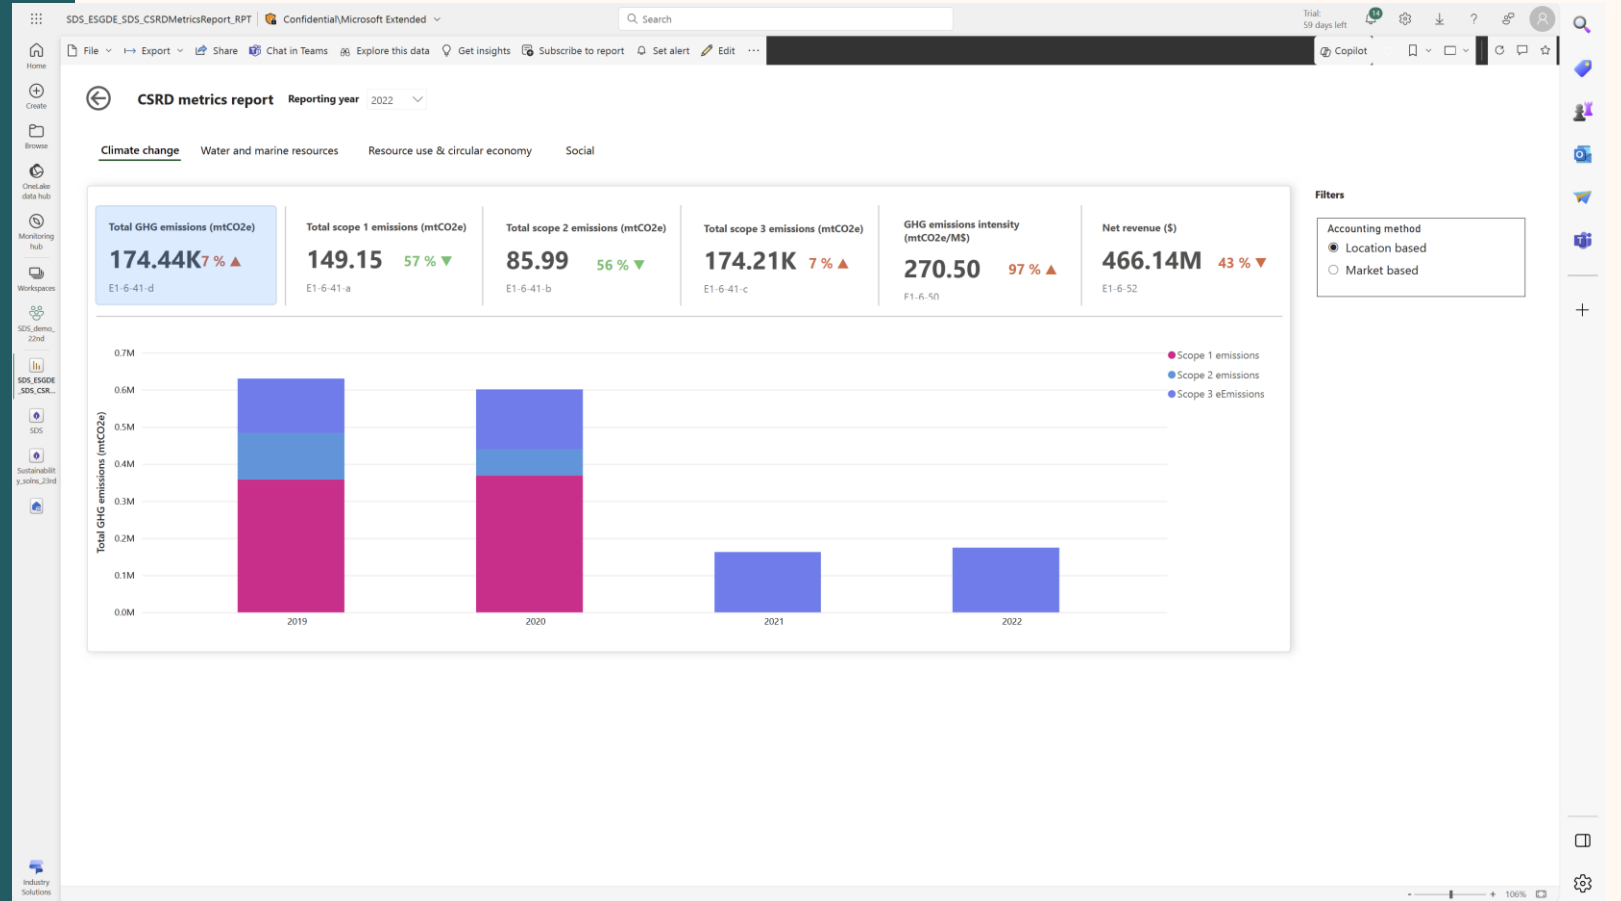 SDS_ESGDE_SDS_CSRDMetricsReport_RPT
Confidential\Microsoft Extended
Search
Trial:
59 days left
14
File
Export
Share
Chat in Teams
Explore this data
Get insights
Subscribe to report
Set alert
Edit
...
Copilot
Home
Create
Browse
OneLake
data hub
Monitoring
hub
Workspaces
SDS_demo_
22nd
SDS_ESGDE
_SDS_CSR...
SDS
Sustainabilit
y_solns_23rd
Industry
Solutions
CSRD metrics report
Reporting year
2022
Climate change
Water and marine resources
Resource use & circular economy
Social
Total GHG emissions (mtCO2e)
174.44K 7 % ▲
E1-6-41-d
Total scope 1 emissions (mtCO2e)
149.15 57 % ▼
E1-6-41-a
Total scope 2 emissions (mtCO2e)
85.99 56 % ▼
E1-6-41-b
Total scope 3 emissions (mtCO2e)
174.21K 7 % ▲
E1-6-41-c
GHG emissions intensity
(mtCO2e/M$)
270.50 97 % ▲
E1-6-50
Net revenue ($)
466.14M 43 % ▼
E1-6-52
Filters
Accounting method
Location based
Market based
Total GHG emissions (mtCO2e)
0.7M
0.6M
0.5M
0.4M
0.3M
0.2M
0.1M
0.0M
2019
2020
2021
2022
Scope 1 emissions
Scope 2 emissions
Scope 3 eEmissions
- + 106%